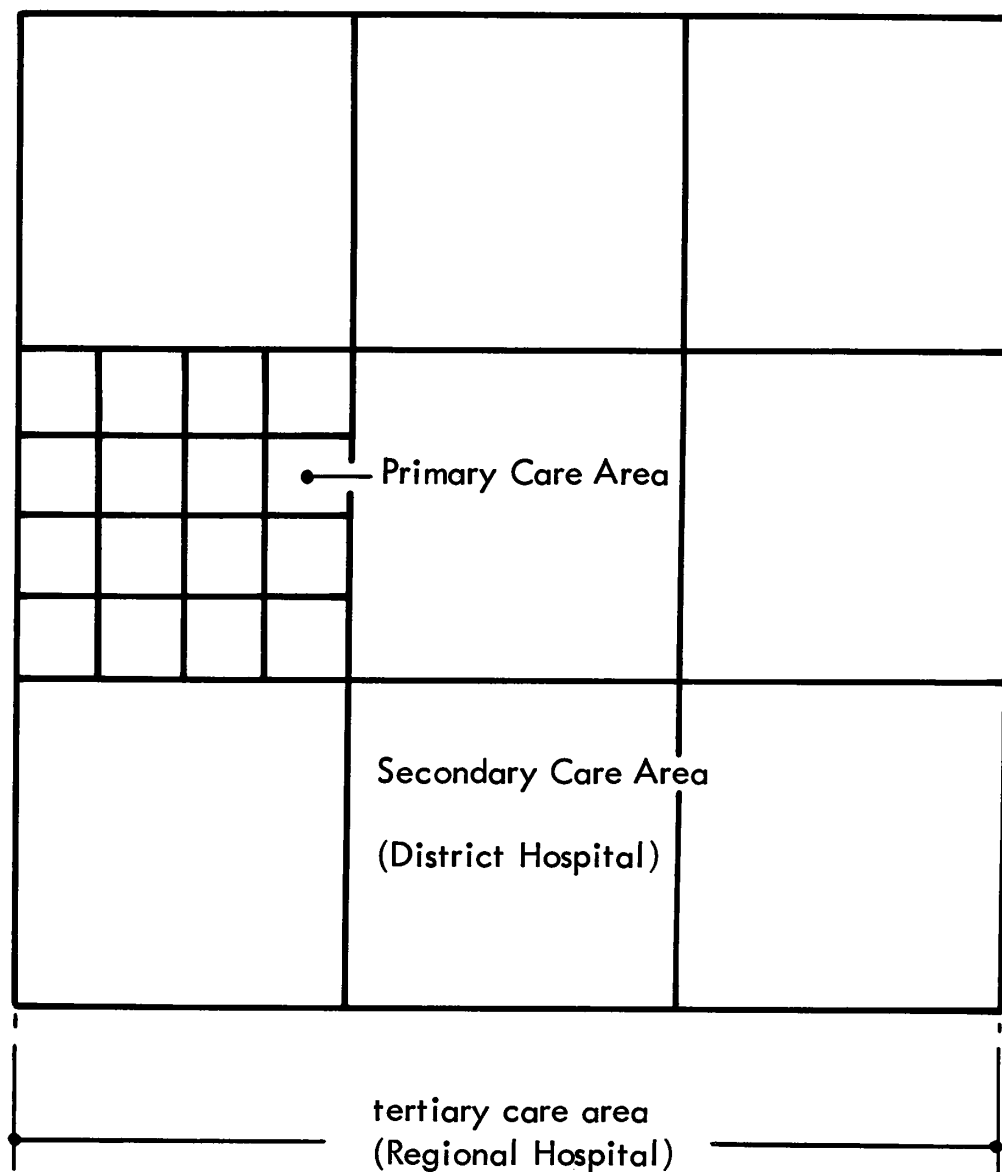 Primary Care Area
Secondary Care Area
(District Hospital)
tertiary care area
(Regional Hospital)